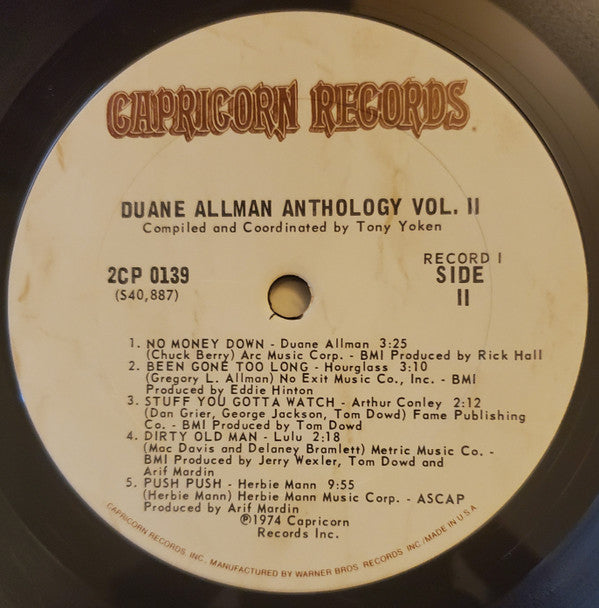 CAPRICORN RECORDS.
DUANE ALLMAN ANTHOLOGY VOL. II
Compiled and Coordinated by Tony Yoken
2CP 0139
(S40,887)
RECORD I
SIDE
II
1. NO MONEY DOWN - Duane Allman 3:25
(Chuck Berry) Arc Music Corp. - BMI Produced by Rick Hall
2. BEEN GONE TOO LONG - Hourglass 3:10
(Gregory L. Allman) No Exit Music Co., Inc. - BMI
Produced by Eddie Hinton
3. STUFF YOU GOTTA WATCH - Arthur Conley 2:12
(Dan Grier, George Jackson, Tom Dowd) Fame Publishing
Co. - BMI Produced by Tom Dowd
4. DIRTY OLD MAN - Lulu 2:18
(Mac Davis and Delaney Bramlett) Metric Music Co. -
BMI Produced by Jerry Wexler, Tom Dowd and
Arif Mardin
5. PUSH PUSH - Herbie Mann 9:55
(Herbie Mann) Herbie Mann Music Corp. - ASCAP
Produced by Arif Mardin
℗1974 Capricorn
Records Inc.
CAPRICORN RECORDS, INC., MANUFACTURED BY WARNER BROS. RECORDS, INC./MADE IN U.S.A.